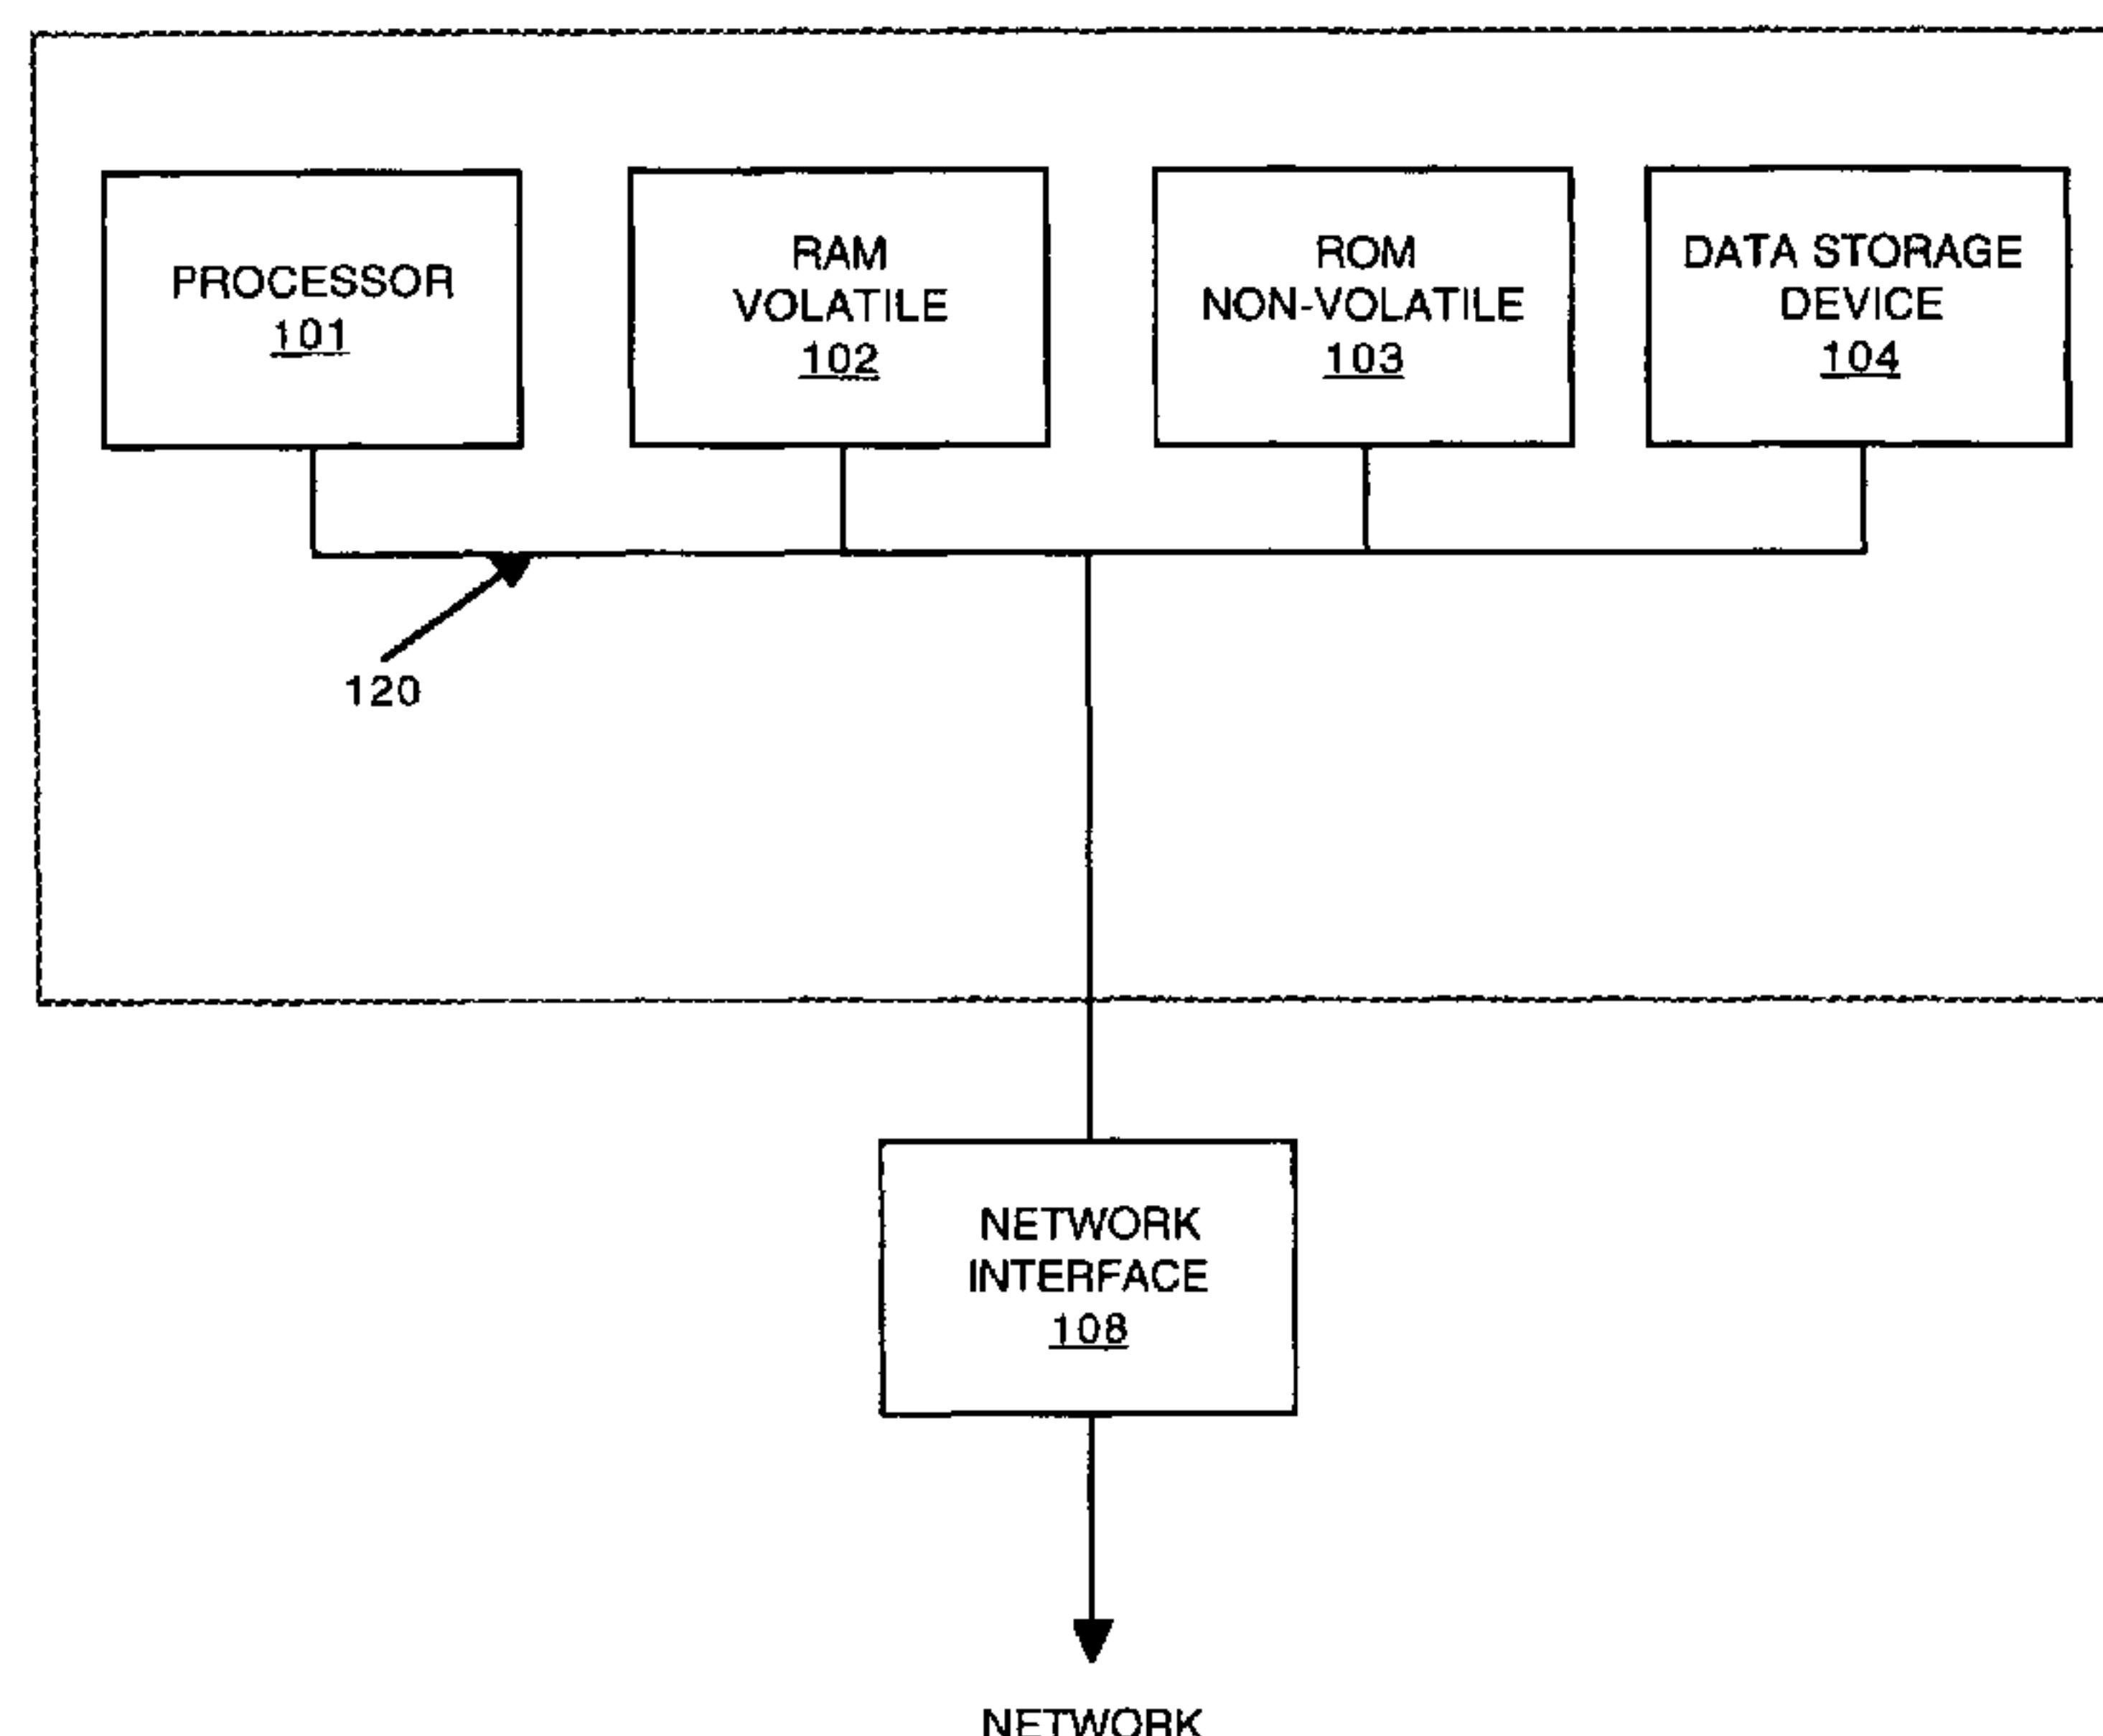 PROCESSOR
101
RAM
VOLATILE
102
ROM
NON-VOLATILE
103
DATA STORAGE
DEVICE
104
120
NETWORK
INTERFACE
108
NETWORK